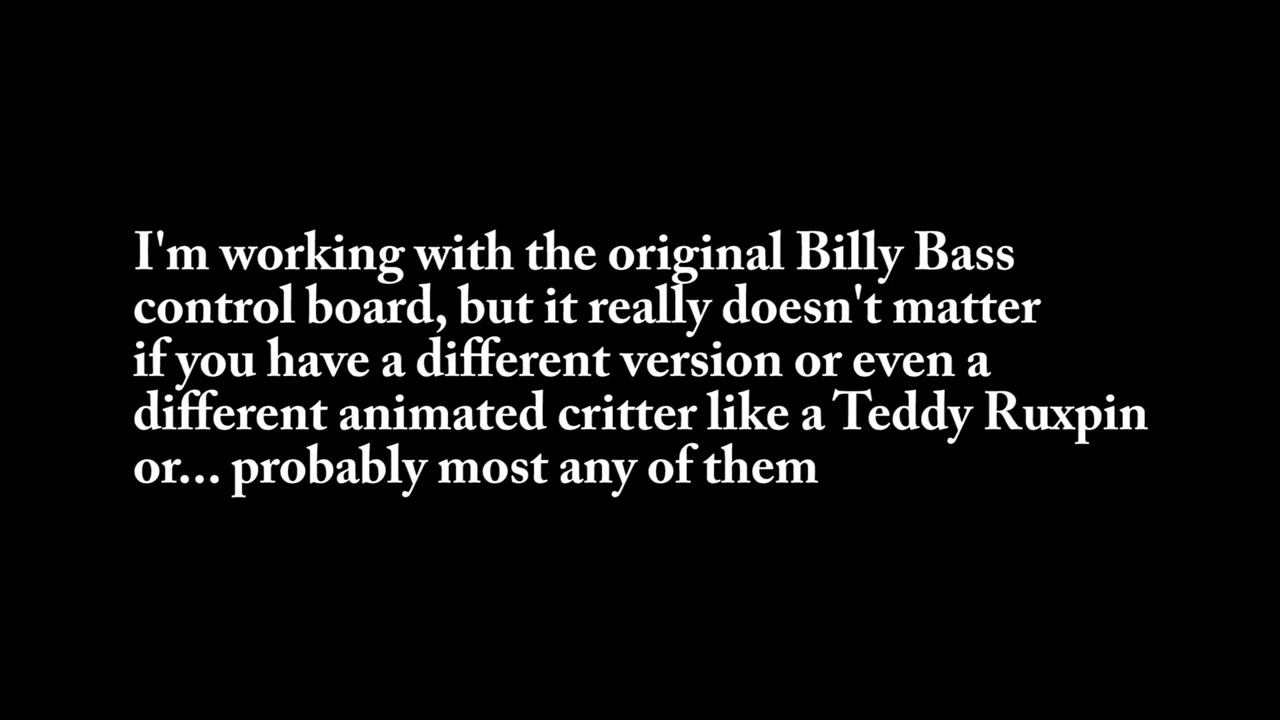 I'm working with the original Billy Bass
control board, but it really doesn't matter
if you have a different version or even a
different animated critter like a Teddy Ruxpin
or... probably most any of them